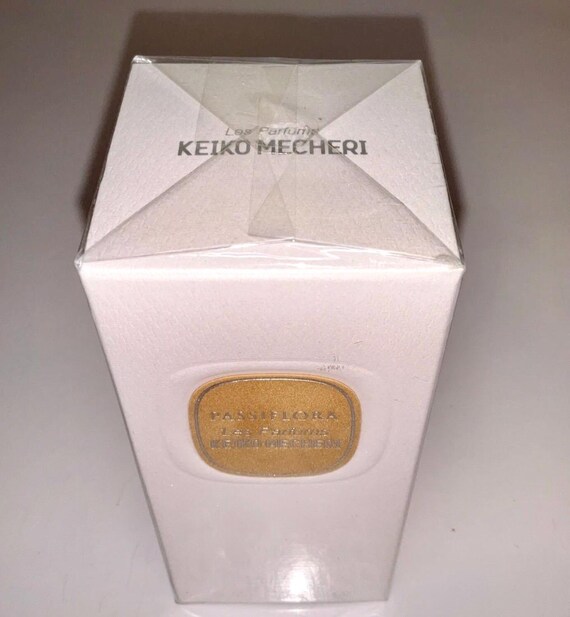 Les Parfums
KEIKO MECHERI
PASSIFLORA
Les Parfums
KEIKO MECHERI